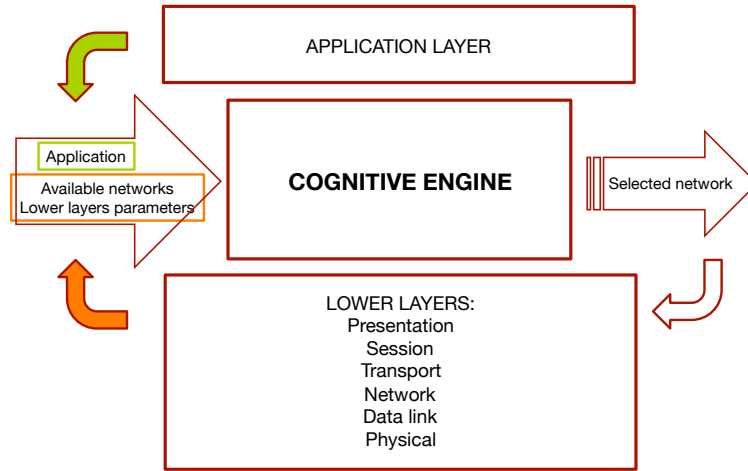 APPLICATION LAYER
Application
Available networks
Lower layers parameters
COGNITIVE ENGINE
Selected network
LOWER LAYERS:
Presentation
Session
Transport
Network
Data link
Physical